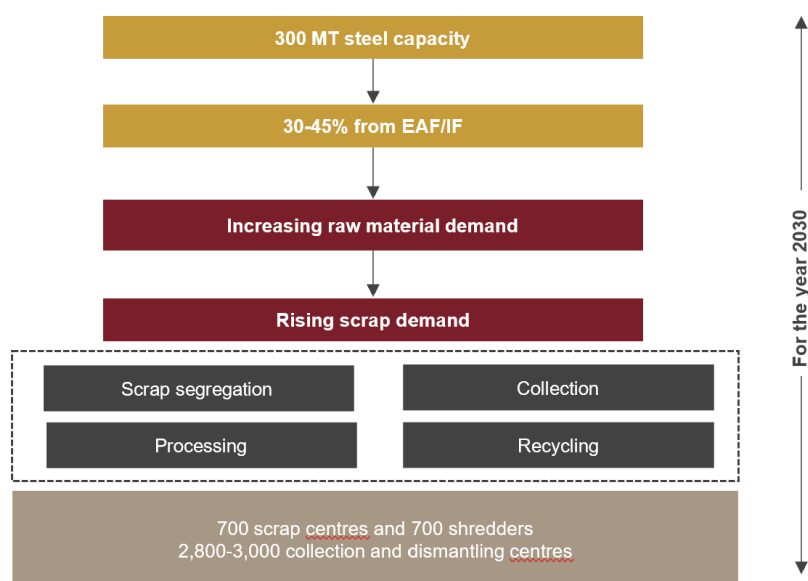 300 MT steel capacity
30-45% from EAF/IF
Increasing raw material demand
Rising scrap demand
Scrap segregation
Collection
Processing
Recycling
700 scrap centres and 700 shredders
2,800-3,000 collection and dismantling centres
For the year 2030